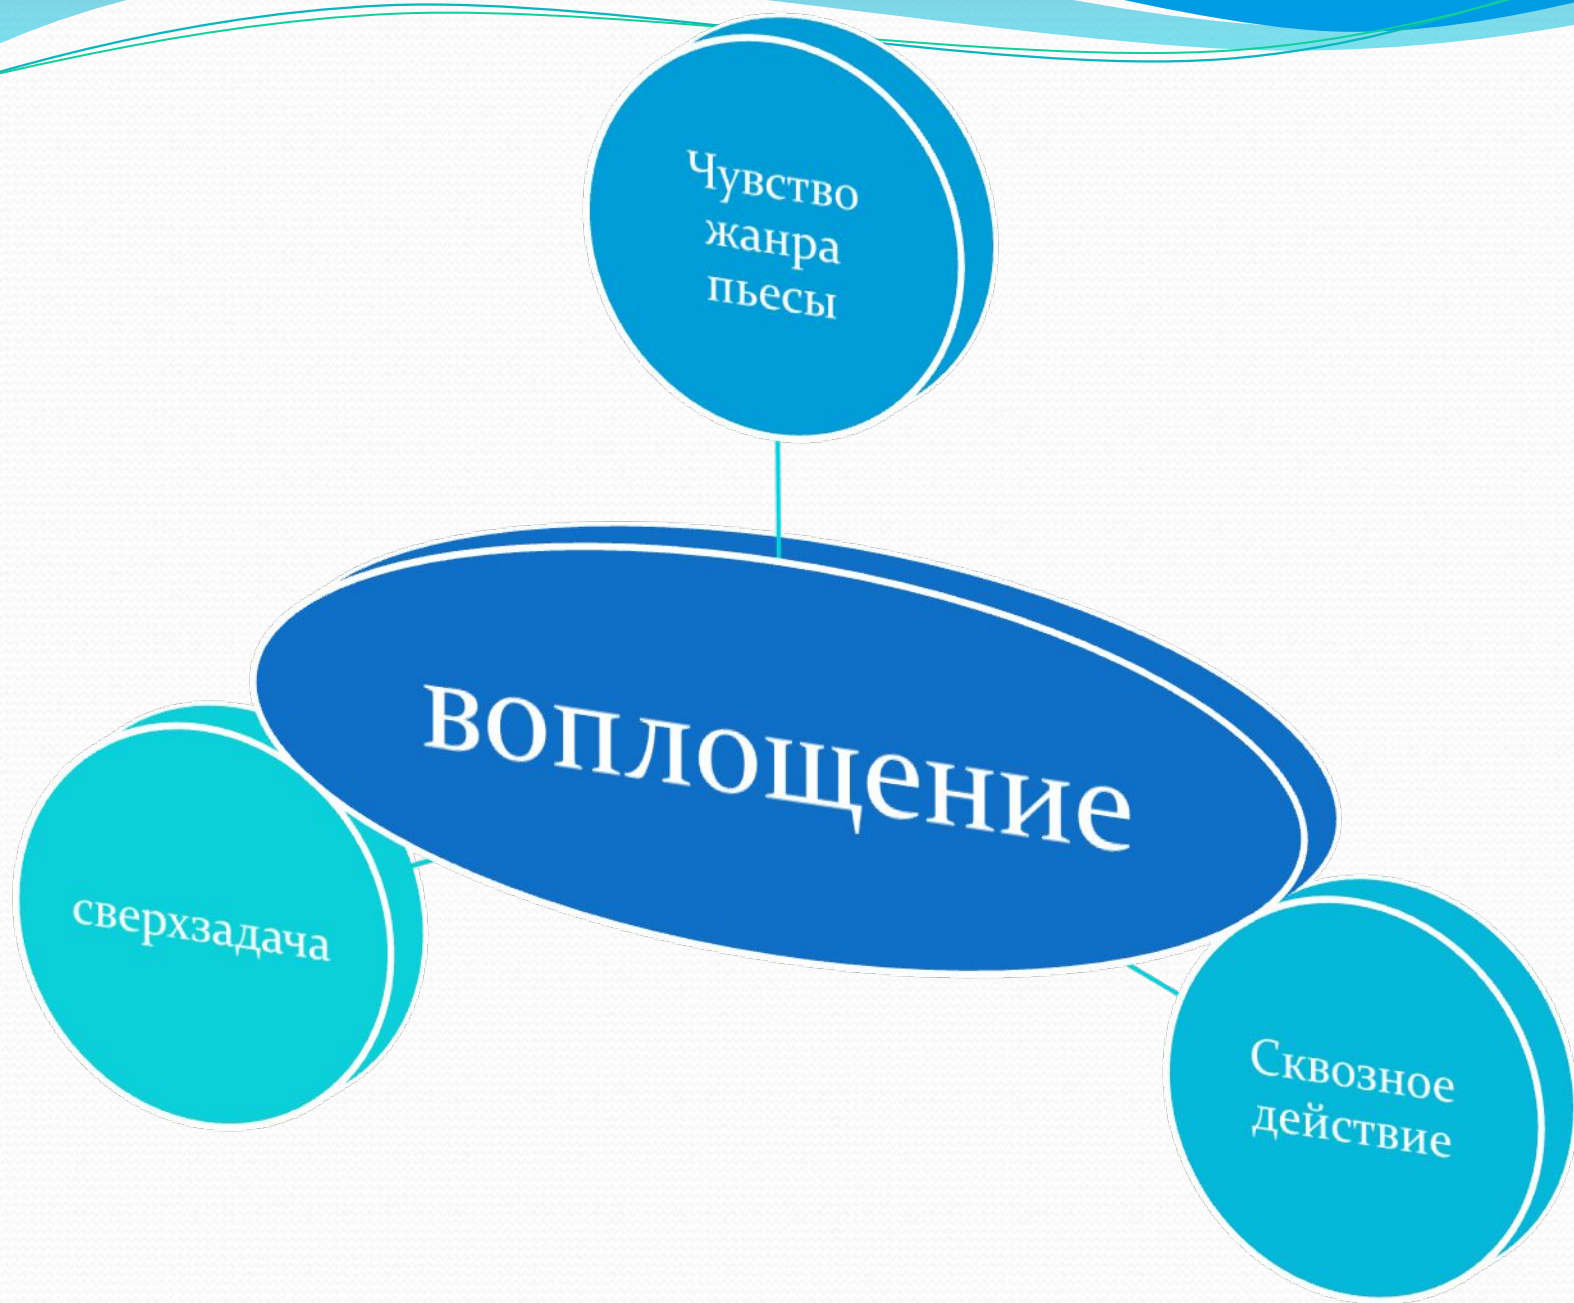 Чувство
жанра
пьесы
воплощение
сверхзадача
Сквозное
действие